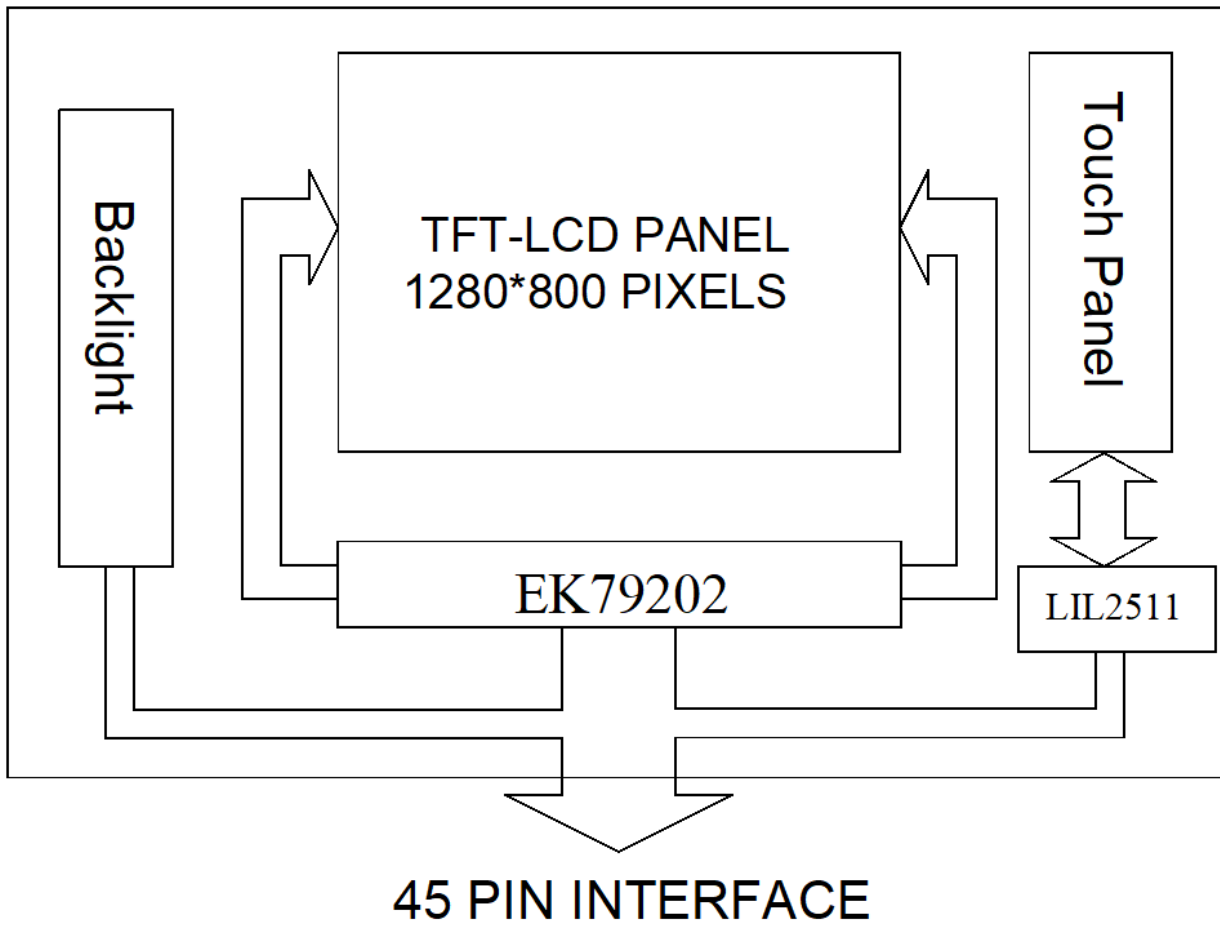 Backlight
TFT-LCD PANEL
1280*800 PIXELS
Touch Panel
EK79202
LIL2511
45 PIN INTERFACE